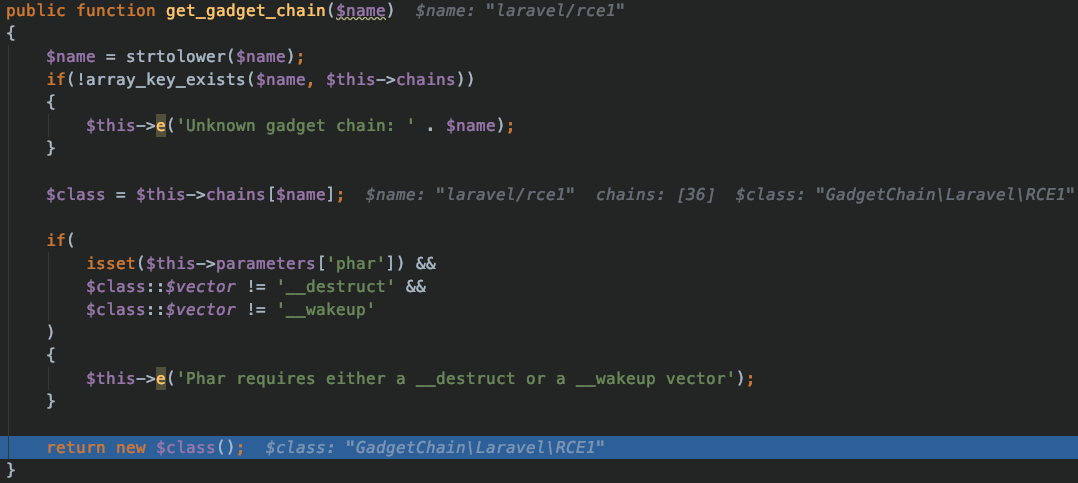 public function get_gadget_chain($name)  $name: "laravel/rce1"
{
    $name = strtolower($name);
    if(!array_key_exists($name, $this->chains))
    {
        $this->e('Unknown gadget chain: ' . $name);
    }
    $class = $this->chains[$name];  $name: "laravel/rce1"  chains: [36]  $class: "GadgetChain\Laravel\RCE1"
    if(
        isset($this->parameters['phar']) &&
        $class::$vector != '__destruct' &&
        $class::$vector != '__wakeup'
    )
    {
        $this->e('Phar requires either a __destruct or a __wakeup vector');
    }
    return new $class();  $class: "GadgetChain\Laravel\RCE1"
}